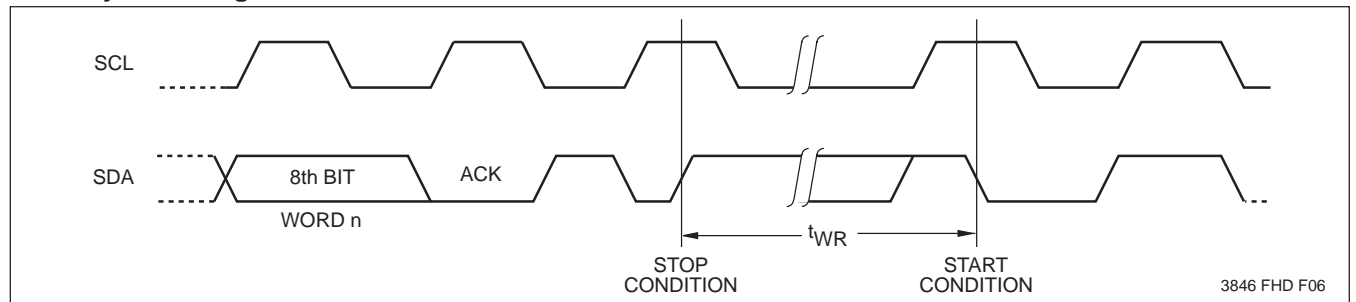 SCL
SDA
8th BIT
ACK
WORD n
tWR
STOP
CONDITION
START
CONDITION
3846 FHD F06